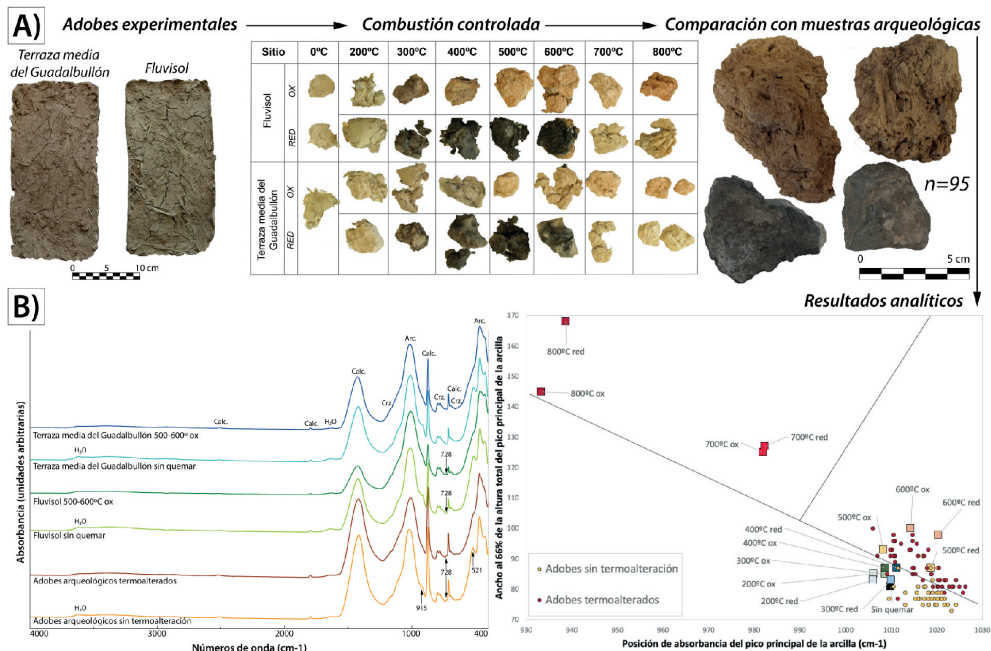 A)
Adobes experimentales
Combustión controlada
Comparación con muestras arqueológicas
Terraza media
del Guadalbullón
Fluvisol
0 5 10 cm
Sitio 0ºC 200ºC 300ºC 400ºC 500ºC 600ºC 700ºC 800ºC
Fluvisol
OX
RED
Terraza media del
Guadalbullón
OX
RED
n=95
0 5 cm
Resultados analíticos
B)
Absorbancia (unidades arbitrarias)
Arc.
Arc.
Calc.
Calc.
Crz.
Crz.
Calc.
Crz.
Calc.
Calc.
H₂O
Terraza media del Guadalbullón 500-600º ox
H₂O
728
Terraza media del Guadalbullón sin quemar
728
Fluvisol 500-600ºC ox
H₂O
Fluvisol sin quemar
728
521
Adobes arqueológicos termoalterados
H₂O
915
Adobes arqueológicos sin termoalteración
4000 3000 2000 1000 400
Números de onda (cm-1)
Ancho al 66% de la altura total del pico principal de la arcilla
170
160
150
140
130
120
110
100
90
80
70
800ºC red
800ºC ox
700ºC ox
700ºC red
600ºC ox
600ºC red
500ºC ox
500ºC red
400ºC red
400ºC ox
300ºC ox
200ºC ox
200ºC red
300ºC red
Sin quemar
Adobes sin termoalteración
Adobes termoalterados
930 940 950 960 970 980 990 1000 1010 1020 1030
Posición de absorbancia del pico principal de la arcilla (cm-1)